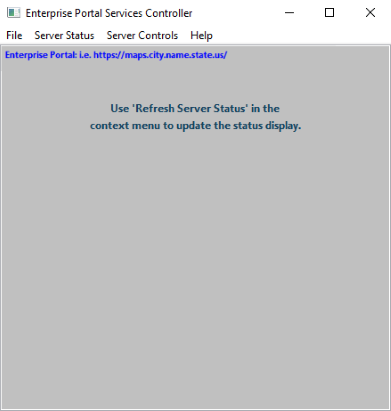 Enterprise Portal Services Controller
File Server Status Server Controls Help
Enterprise Portal: i.e. https://maps.city.name.state.us/
Use 'Refresh Server Status' in the
context menu to update the status display.